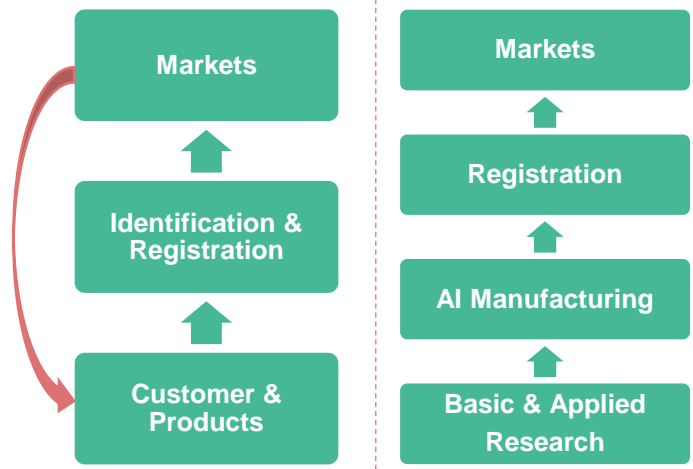 Markets
Identification &
Registration
Customer &
Products
Markets
Registration
AI Manufacturing
Basic & Applied
Research